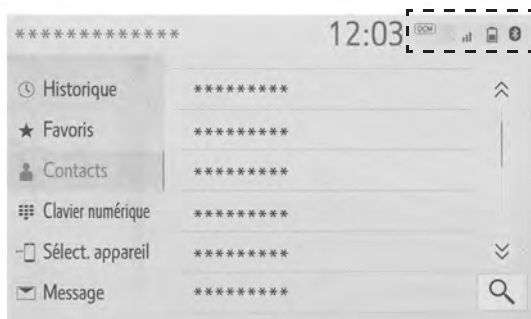 ************* 12:03 DCM
Historique *********
Favoris *********
Contacts *********
Clavier numérique *********
Sélect. appareil *********
Message *********